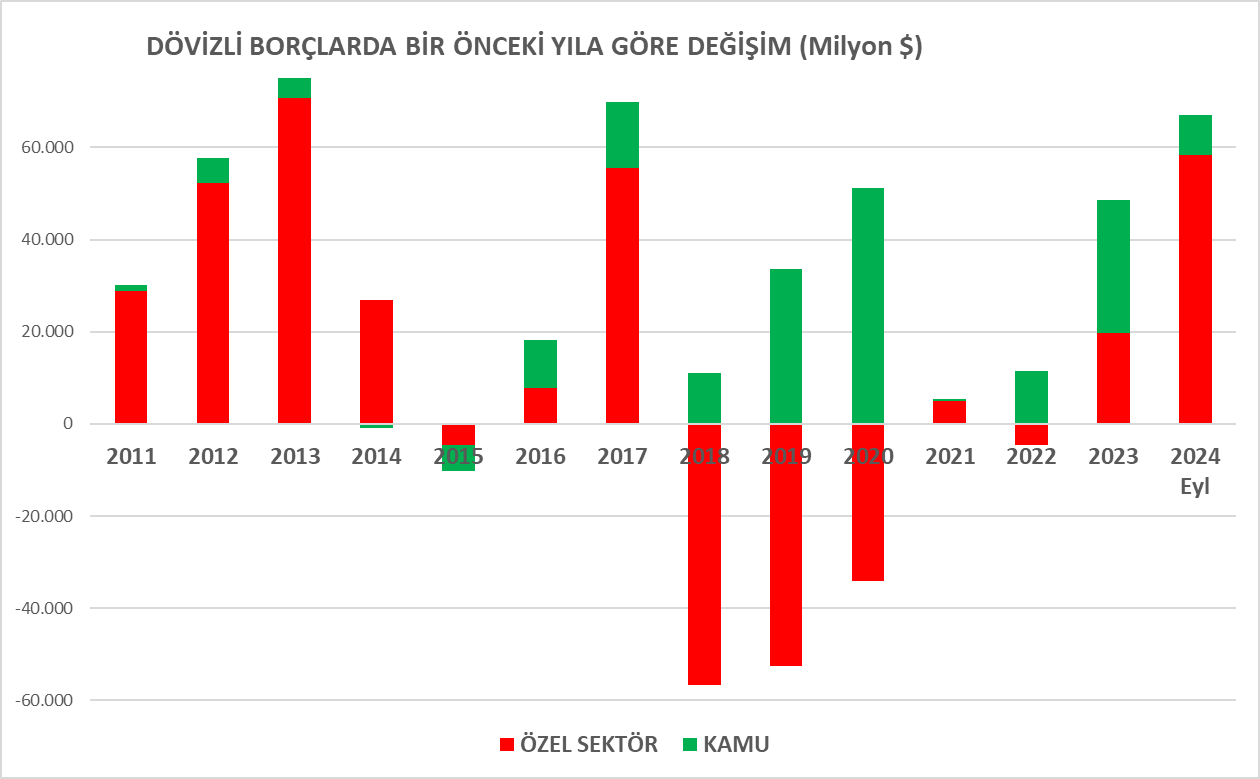 DÖVİZLİ BORÇLARDA BİR ÖNCEKİ YILA GÖRE DEĞİŞİM (Milyon $)
60.000
40.000
20.000
0
2011 2012 2013 2014 2015 2016 2017 2018 2019 2020 2021 2022 2023 2024
Eyl
-20.000
-40.000
-60.000
ÖZEL SEKTÖR KAMU